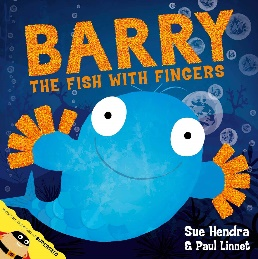 BARRY
THE FISH WITH FINGERS
Sue Hendra
& Paul Linnet